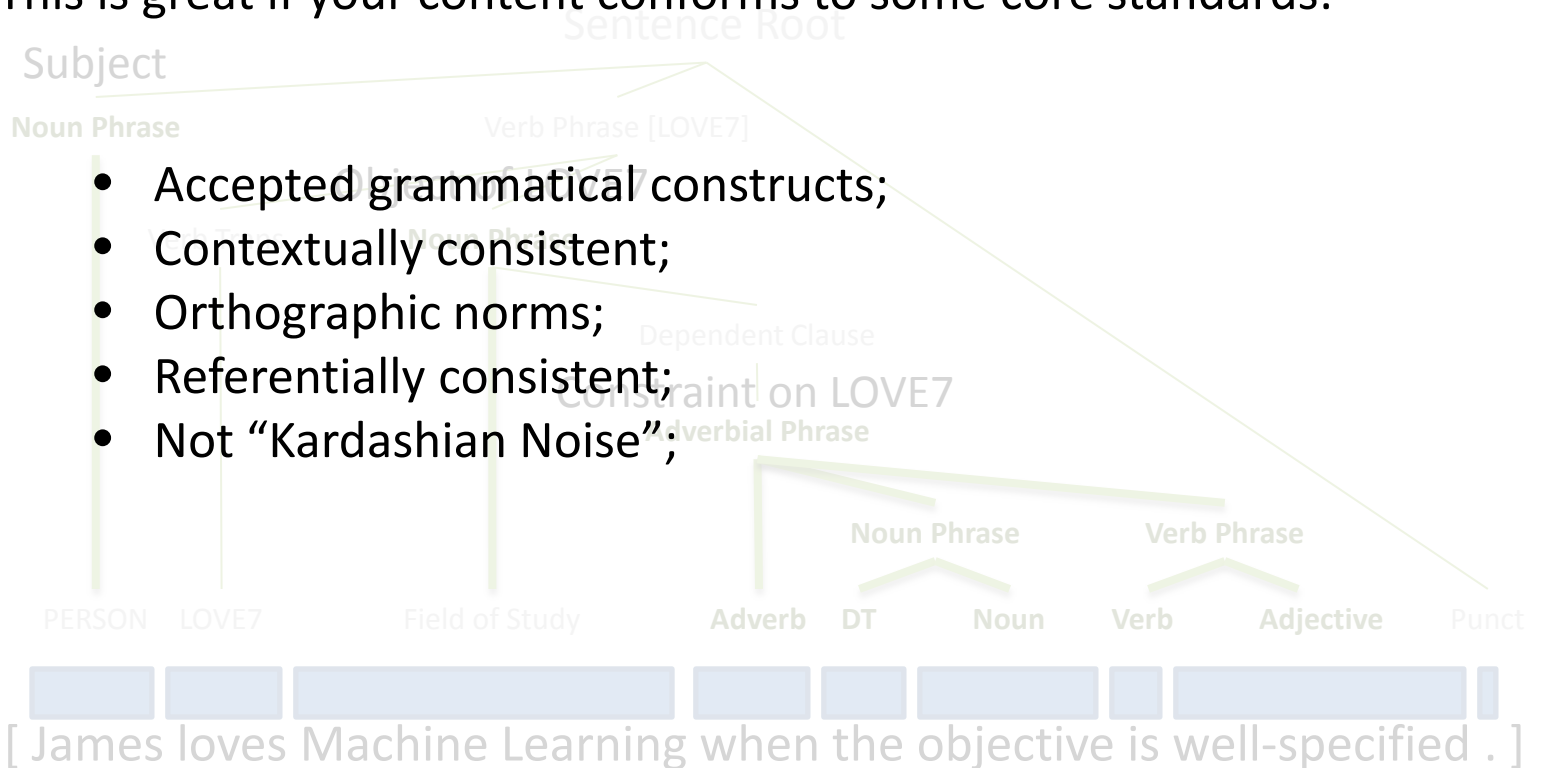 This is great if your content conforms to some core standards:
Sentence Root
Subject
Noun Phrase Verb Phrase [LOVE7]
• Accepted grammatical constructs;
Object of LOVE7
Verb Trans Noun Phrase
• Contextually consistent;
• Orthographic norms;
Dependent Clause
• Referentially consistent;
Constraint on LOVE7
Adverbial Phrase
• Not “Kardashian Noise”;
Noun Phrase Verb Phrase
PERSON LOVE7 Field of Study Adverb DT Noun Verb Adjective Punct
[ James loves Machine Learning when the objective is well-specified . ]